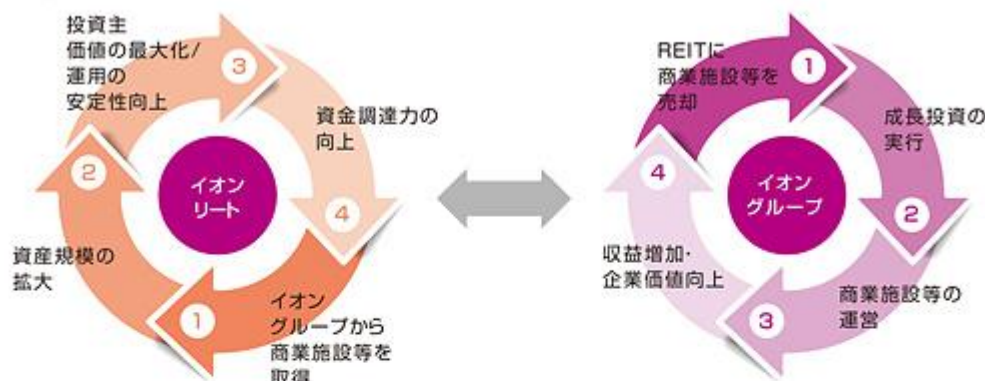 投資主
価値の最大化/
運用の
安定性向上
3
資金調達力の
向上
2
イオン
リート
4
資産規模の
拡大
1
イオン
グループから
商業施設等を
取得
REITに
商業施設等を
売却
1
成長投資の
実行
4
イオン
グループ
2
収益増加・
企業価値向上
商業施設等の
運営
3